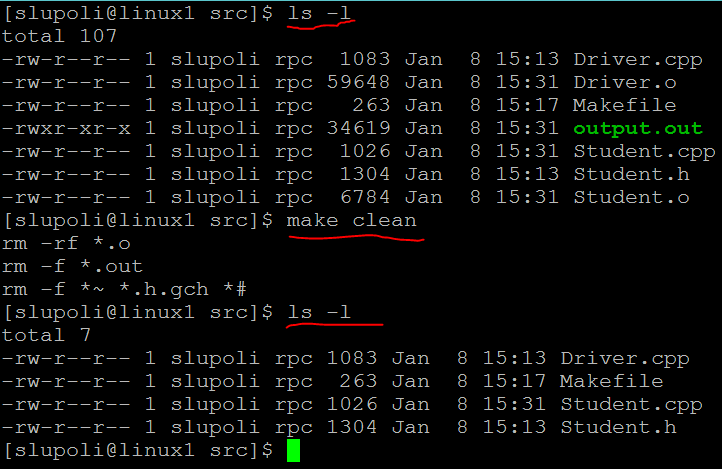 [slupoli@linux1 src]$ ls -l
total 107
-rw-r--r-- 1 slupoli rpc  1083 Jan  8 15:13 Driver.cpp
-rw-r--r-- 1 slupoli rpc 59648 Jan  8 15:31 Driver.o
-rw-r--r-- 1 slupoli rpc   263 Jan  8 15:17 Makefile
-rwxr-xr-x 1 slupoli rpc 34619 Jan  8 15:31 output.out
-rw-r--r-- 1 slupoli rpc  1026 Jan  8 15:31 Student.cpp
-rw-r--r-- 1 slupoli rpc  1304 Jan  8 15:13 Student.h
-rw-r--r-- 1 slupoli rpc  6784 Jan  8 15:31 Student.o
[slupoli@linux1 src]$ make clean
rm -rf *.o
rm -f *.out
rm -f *~ *.h.gch *#
[slupoli@linux1 src]$ ls -l
total 7
-rw-r--r-- 1 slupoli rpc 1083 Jan  8 15:13 Driver.cpp
-rw-r--r-- 1 slupoli rpc  263 Jan  8 15:17 Makefile
-rw-r--r-- 1 slupoli rpc 1026 Jan  8 15:31 Student.cpp
-rw-r--r-- 1 slupoli rpc 1304 Jan  8 15:13 Student.h
[slupoli@linux1 src]$